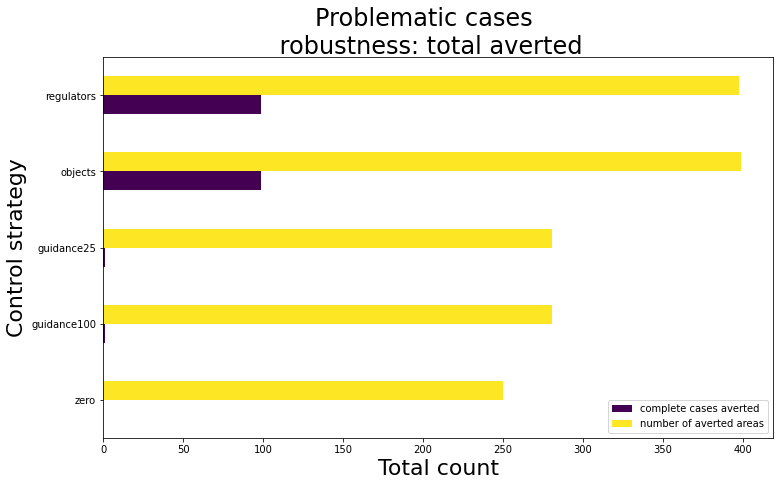 Problematic cases
robustness: total averted
Control strategy
regulators
objects
guidance25
guidance100
zero
0 50 100 150 200 250 300 350 400
Total count
complete cases averted
number of averted areas